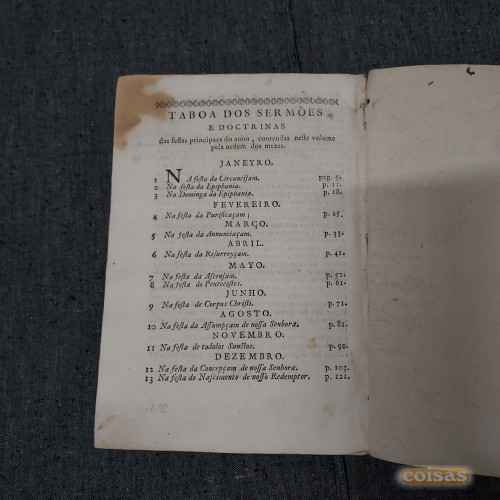 TABOA DOS SERMÕES
E DOCTRINAS
das festas principaes do anno, contendas neste volume
pela ordem dos mezes.
JANEYRO.
1 NA festa da Circoncisam. pag. 5.
2 Na festa da Epiphania. p. 11.
3 Na Dominga da Epiphania. p. 18.
FEVEREIRO.
4 Na festa da Purificaçam; p. 25.
MARÇO.
5 Na festa da Annunciaçam. p. 33.
ABRIL.
6 Na festa da Resurreyçam. p. 41.
MAYO.
7 Na festa da Ascensam. p. 52.
8 Na festa do Pentecostes. p. 61.
JUNHO.
9 Na festa de Corpus Christi. p. 71.
AGOSTO.
10 Na festa da Assumpçam de nossa Senhora. p. 82.
NOVEMBRO.
11 Na festa de todolos Sanctos. p. 92.
DEZEMBRO.
12 Na festa da Concepçam de nossa Senhora. p. 103.
13 Na festa do Nascimento de nosso Redemptor. p. 121.
coisas